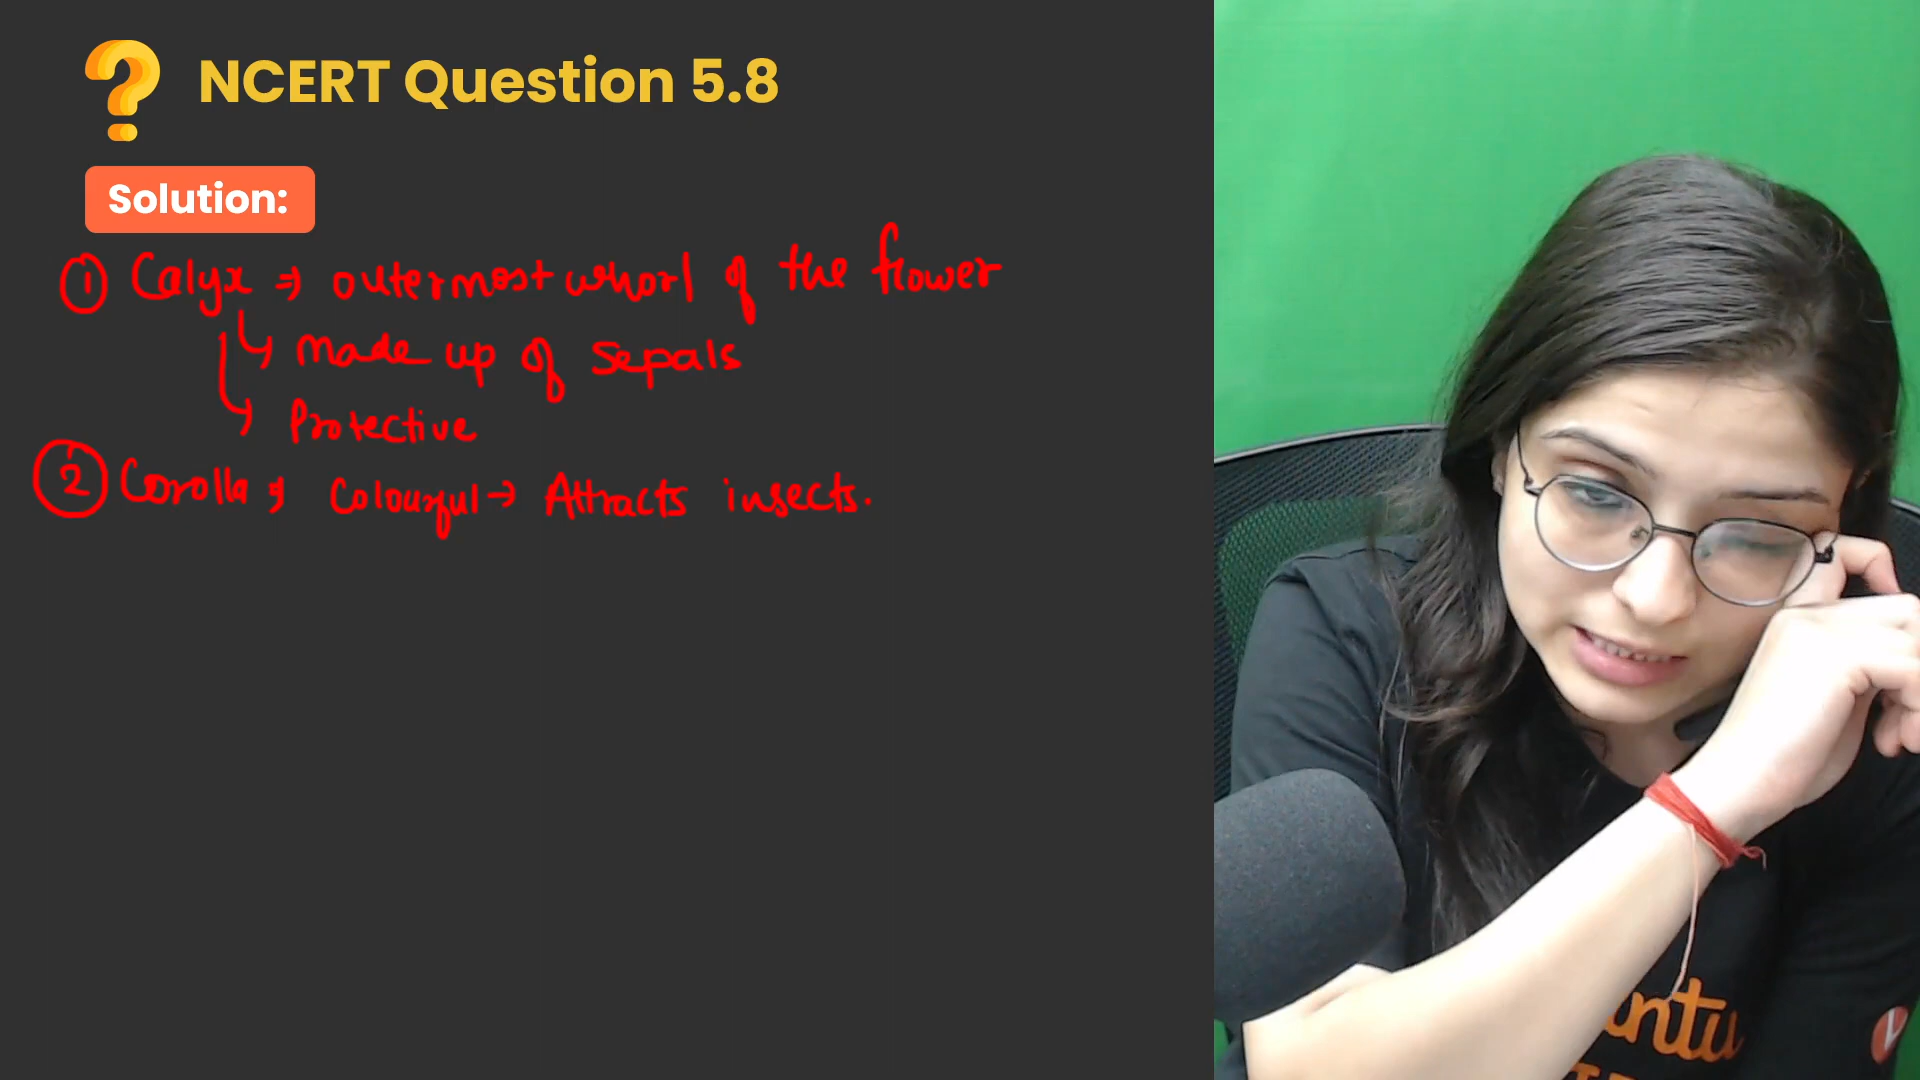 NCERT Question 5.8
Solution:
① Calyx ⇒ outermost whorl of the flower
↳ made up of sepals
↳ Protective
② Corolla ⇒ Colourful → Attracts insects.